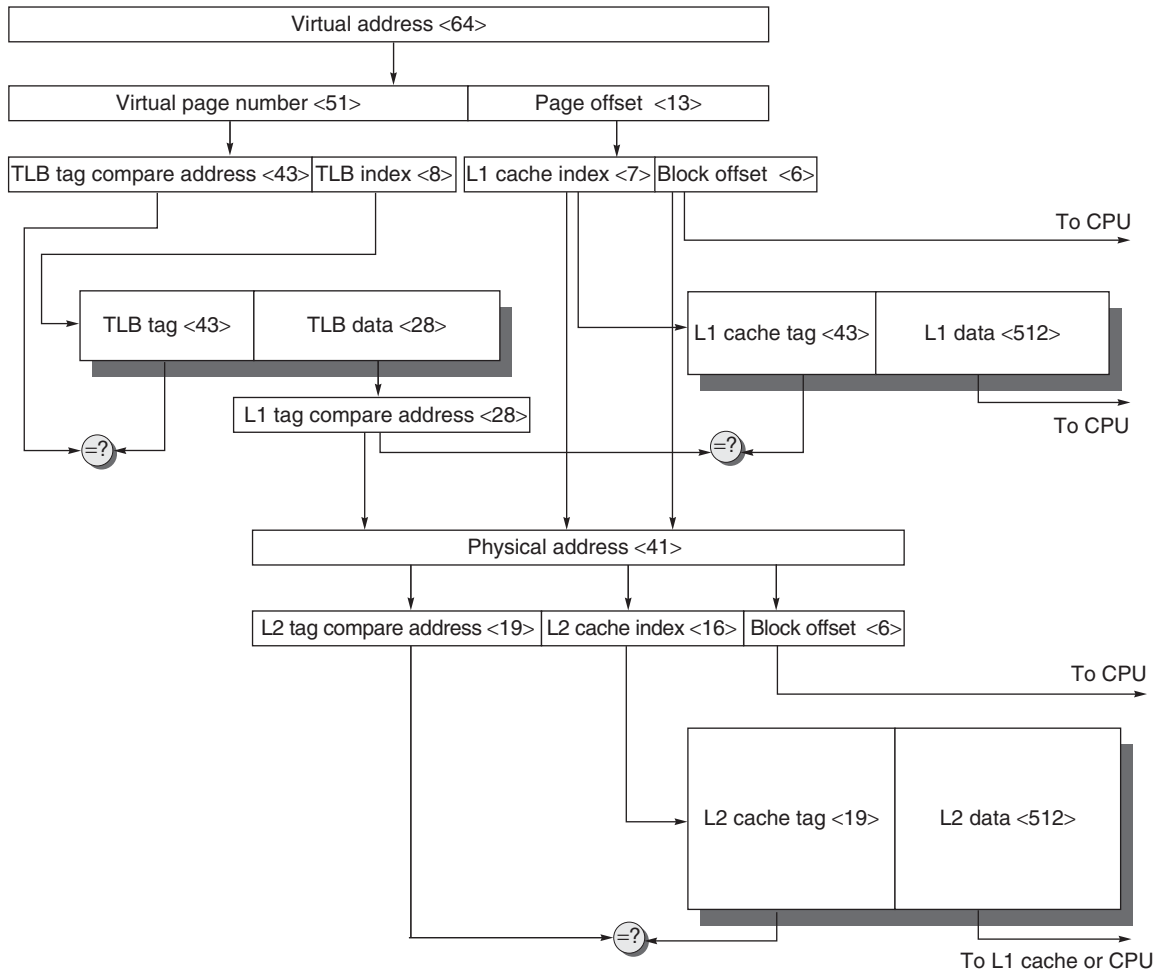 Virtual address <64>
Virtual page number <51>
Page offset <13>
TLB tag compare address <43>
TLB index <8>
L1 cache index <7>
Block offset <6>
To CPU
TLB tag <43>
TLB data <28>
L1 cache tag <43>
L1 data <512>
To CPU
L1 tag compare address <28>
=?
=?
Physical address <41>
L2 tag compare address <19>
L2 cache index <16>
Block offset <6>
To CPU
L2 cache tag <19>
L2 data <512>
=?
To L1 cache or CPU